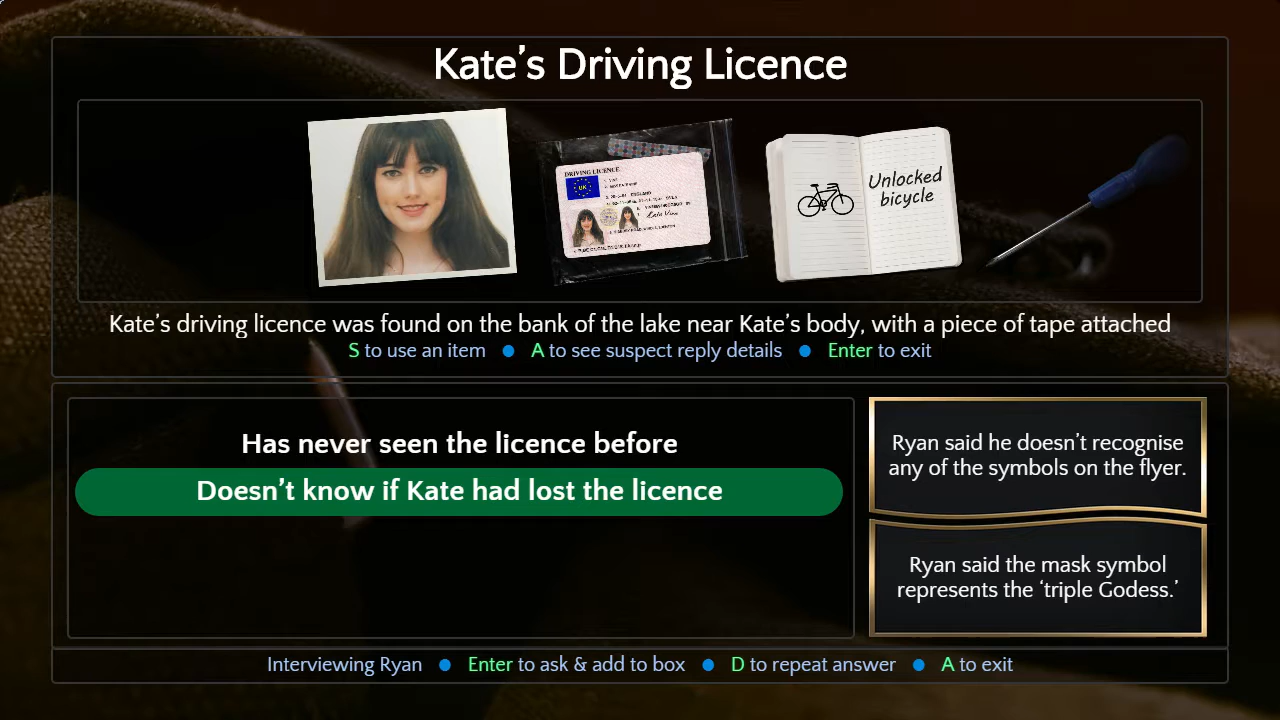 Kate's Driving Licence
DRIVING LICENCE
UK
Unlocked
bicycle
Kate's driving licence was found on the bank of the lake near Kate's body, with a piece of tape attached
S to use an item ● A to see suspect reply details ● Enter to exit
Has never seen the licence before
Doesn't know if Kate had lost the licence
Ryan said he doesn't recognise
any of the symbols on the flyer.
Ryan said the mask symbol
represents the ‘triple Godess.’
Interviewing Ryan ● Enter to ask & add to box ● D to repeat answer ● A to exit